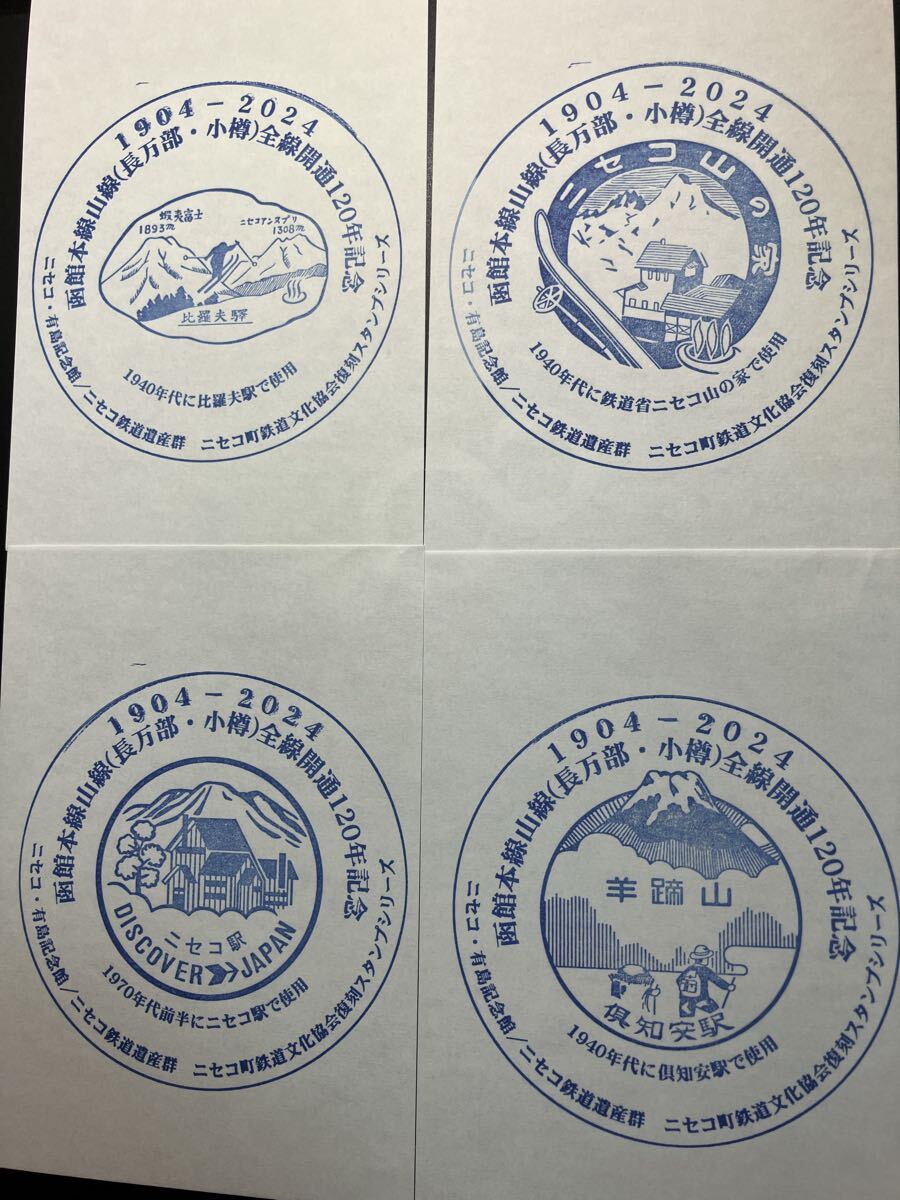 1904-2024
函館本線山線(長万部・小樽)全線開通120年記念
蝦夷富士
1893m
ニセコアンヌプリ
1308m
比羅夫驛
1940年代に比羅夫駅で使用
ニセコ・有島記念館/ニセコ鉄道遺産群 ニセコ町鉄道文化協会復刻スタンプシリーズ
1904-2024
函館本線山線(長万部・小樽)全線開通120年記念
ニセコ山の家
1940年代に鉄道省ニセコ山の家で使用
ニセコ・有島記念館/ニセコ鉄道遺産群 ニセコ町鉄道文化協会復刻スタンプシリーズ
1904-2024
函館本線山線(長万部・小樽)全線開通120年記念
ニセコ駅
DISCOVER JAPAN
1970年代前半にニセコ駅で使用
ニセコ・有島記念館/ニセコ鉄道遺産群 ニセコ町鉄道文化協会復刻スタンプシリーズ
1904-2024
函館本線山線(長万部・小樽)全線開通120年記念
羊蹄山
倶知安駅
1940年代に倶知安駅で使用
ニセコ・有島記念館/ニセコ鉄道遺産群 ニセコ町鉄道文化協会復刻スタンプシリーズ